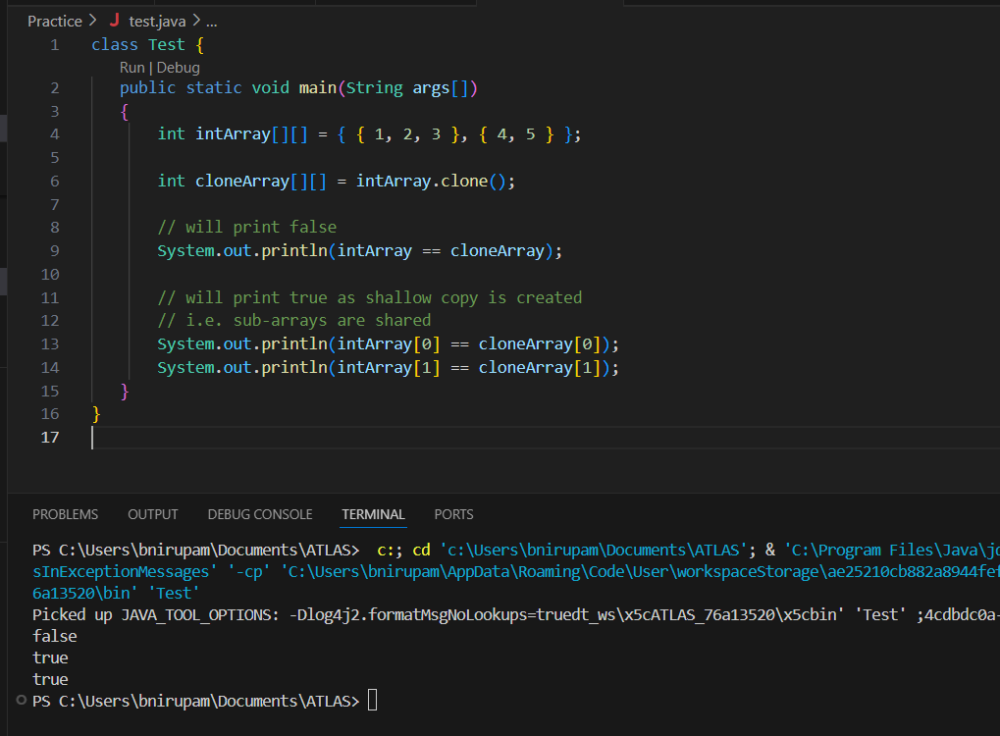 Practice > J test.java > ...
1 class Test {
Run | Debug
2 public static void main(String args[])
3 {
4 int intArray[][] = { { 1, 2, 3 }, { 4, 5 } };
5
6 int cloneArray[][] = intArray.clone();
7
8 // will print false
9 System.out.println(intArray == cloneArray);
10
11 // will print true as shallow copy is created
12 // i.e. sub-arrays are shared
13 System.out.println(intArray[0] == cloneArray[0]);
14 System.out.println(intArray[1] == cloneArray[1]);
15 }
16 }
17
PROBLEMS OUTPUT DEBUG CONSOLE TERMINAL PORTS
PS C:\Users\bnirupam\Documents\ATLAS> c:; cd 'c:\Users\bnirupam\Documents\ATLAS'; & 'C:\Program Files\Java\jd
sInExceptionMessages' '-cp' 'C:\Users\bnirupam\AppData\Roaming\Code\User\workspaceStorage\ae25210cb882a8944fef
6a13520\bin' 'Test'
Picked up JAVA_TOOL_OPTIONS: -Dlog4j2.formatMsgNoLookups=truedt_ws\x5cATLAS_76a13520\x5cbin' 'Test' ;4cdbdc0a-
false
true
true
PS C:\Users\bnirupam\Documents\ATLAS>